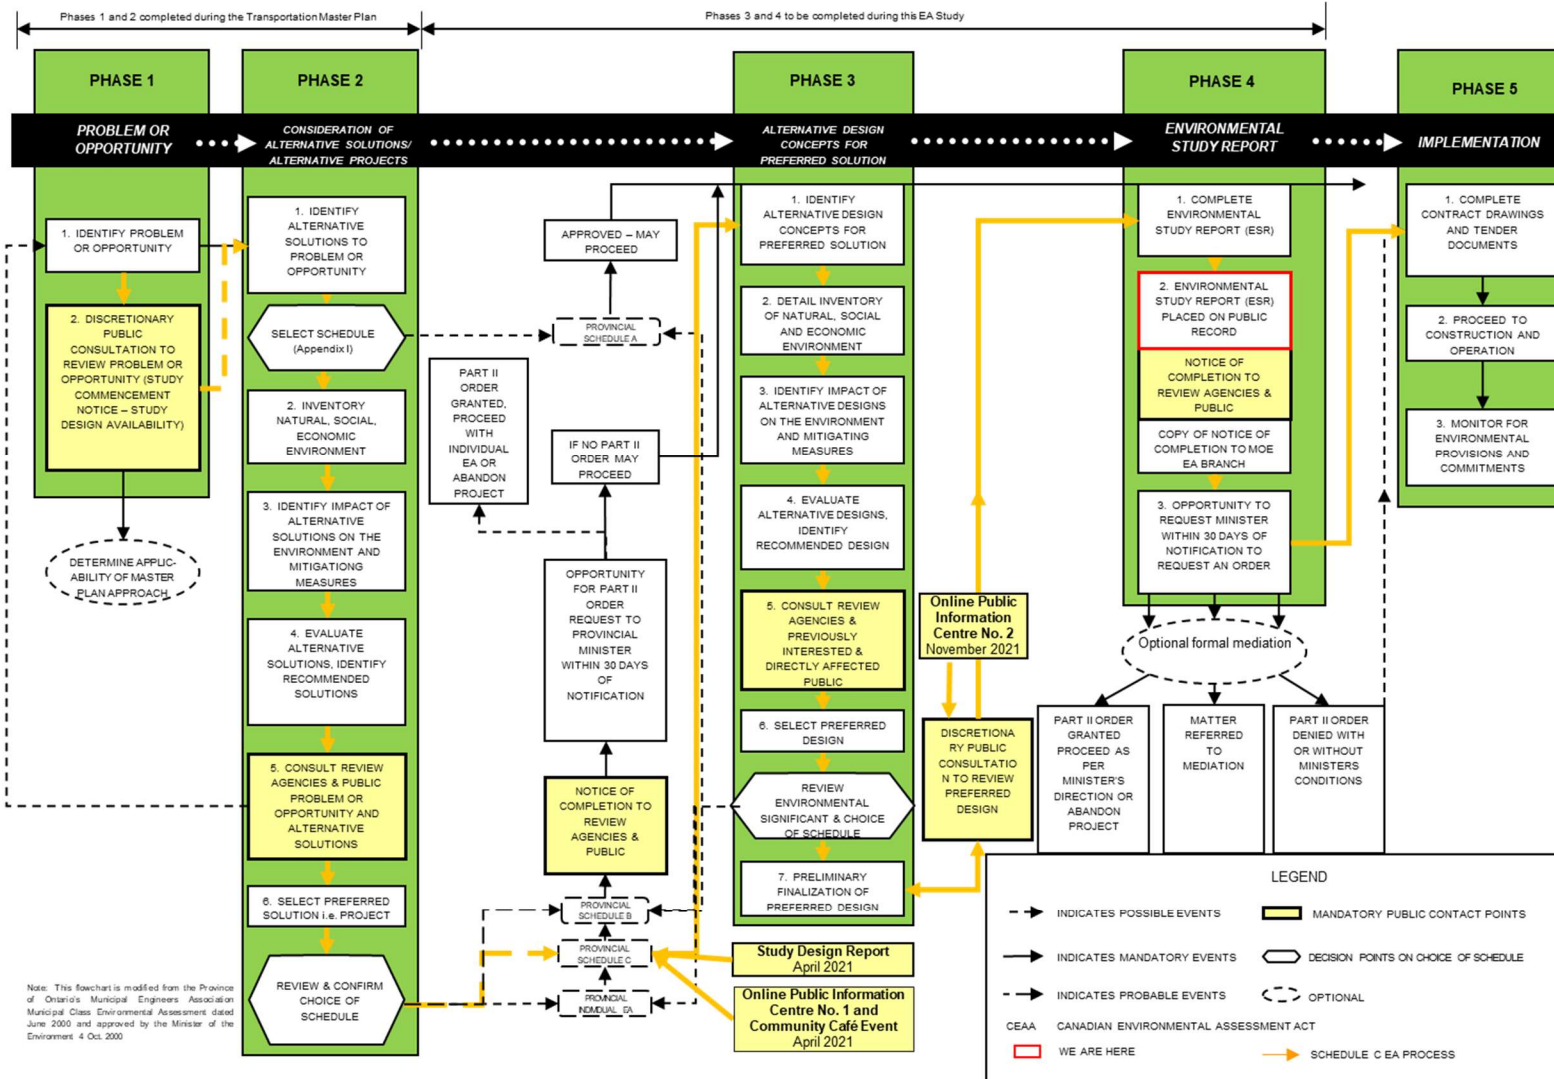 Phases 1 and 2 completed during the Transportation Master Plan
Phases 3 and 4 to be completed during this EA Study
PHASE 1
PROBLEM OR
OPPORTUNITY
1. IDENTIFY PROBLEM
OR OPPORTUNITY
2. DISCRETIONARY
PUBLIC
CONSULTATION TO
REVIEW PROBLEM OR
OPPORTUNITY (STUDY
COMMENCEMENT
NOTICE – STUDY
DESIGN AVAILABILITY)
DETERMINE APPLIC-
ABILITY OF MASTER
PLAN APPROACH
PHASE 2
CONSIDERATION OF
ALTERNATIVE SOLUTIONS/
ALTERNATIVE PROJECTS
1. IDENTIFY
ALTERNATIVE
SOLUTIONS TO
PROBLEM OR
OPPORTUNITY
SELECT SCHEDULE
(Appendix I)
2. INVENTORY
NATURAL, SOCIAL,
ECONOMIC
ENVIRONMENT
3. IDENTIFY IMPACT OF
ALTERNATIVE
SOLUTIONS ON THE
ENVIRONMENT AND
MITIGATIONG
MEASURES
4. EVALUATE
ALTERNATIVE
SOLUTIONS, IDENTIFY
RECOMMENDED
SOLUTIONS
5. CONSULT REVIEW
AGENCIES & PUBLIC
PROBLEM OR
OPPORTUNITY AND
ALTERNATIVE
SOLUTIONS
6. SELECT PREFERRED
SOLUTION i.e. PROJECT
REVIEW & CONFIRM
CHOICE OF
SCHEDULE
APPROVED – MAY
PROCEED
PROVINCIAL
SCHEDULE A
PART II
ORDER
GRANTED,
PROCEED
WITH
INDIVIDUAL
EA OR
ABANDON
PROJECT
IF NO PART II
ORDER MAY
PROCEED
OPPORTUNITY
FOR PART II
ORDER
REQUEST TO
PROVINCIAL
MINISTER
WITHIN 30 DAYS
OF
NOTIFICATION
NOTICE OF
COMPLETION TO
REVIEW
AGENCIES &
PUBLIC
PROVINCIAL
SCHEDULE B
PROVINCIAL
SCHEDULE C
PROVINCIAL
INDIVIDUAL EA
PHASE 3
ALTERNATIVE DESIGN
CONCEPTS FOR
PREFERRED SOLUTION
1. IDENTIFY
ALTERNATIVE DESIGN
CONCEPTS FOR
PREFERRED SOLUTION
2. DETAIL INVENTORY
OF NATURAL, SOCIAL
AND ECONOMIC
ENVIRONMENT
3. IDENTIFY IMPACT OF
ALTERNATIVE DESIGNS
ON THE ENVIRONMENT
AND MITIGATING
MEASURES
4. EVALUATE
ALTERNATIVE DESIGNS,
IDENTIFY
RECOMMENDED DESIGN
5. CONSULT REVIEW
AGENCIES &
PREVIOUSLY
INTERESTED &
DIRECTLY AFFECTED
PUBLIC
6. SELECT PREFERRED
DESIGN
REVIEW
ENVIRONMENTAL
SIGNIFICANT & CHOICE
OF SCHEDULE
7. PRELIMINARY
FINALIZATION OF
PREFERRED DESIGN
Study Design Report
April 2021
Online Public Information
Centre No. 1 and
Community Café Event
April 2021
Online Public
Information
Centre No. 2
November 2021
DISCRETIONA
RY PUBLIC
CONSULTATIO
N TO REVIEW
PREFERRED
DESIGN
PHASE 4
ENVIRONMENTAL
STUDY REPORT
1. COMPLETE
ENVIRONMENTAL
STUDY REPORT (ESR)
2. ENVIRONMENTAL
STUDY REPORT (ESR)
PLACED ON PUBLIC
RECORD
NOTICE OF
COMPLETION TO
REVIEW AGENCIES &
PUBLIC
COPY OF NOTICE OF
COMPLETION TO MOE
EA BRANCH
3. OPPORTUNITY TO
REQUEST MINISTER
WITHIN 30 DAYS OF
NOTIFICATION TO
REQUEST AN ORDER
Optional formal mediation
PART II ORDER
GRANTED
PROCEED AS
PER
MINISTER'S
DIRECTION OR
ABANDON
PROJECT
MATTER
REFERRED
TO
MEDIATION
PART II ORDER
DENIED WITH
OR WITHOUT
MINISTERS
CONDITIONS
PHASE 5
IMPLEMENTATION
1. COMPLETE
CONTRACT DRAWINGS
AND TENDER
DOCUMENTS
2. PROCEED TO
CONSTRUCTION AND
OPERATION
3. MONITOR FOR
ENVIRONMENTAL
PROVISIONS AND
COMMITMENTS
LEGEND
INDICATES POSSIBLE EVENTS
MANDATORY PUBLIC CONTACT POINTS
INDICATES MANDATORY EVENTS
DECISION POINTS ON CHOICE OF SCHEDULE
INDICATES PROBABLE EVENTS
OPTIONAL
CEAA CANADIAN ENVIRONMENTAL ASSESSMENT ACT
WE ARE HERE
SCHEDULE C EA PROCESS
Note: This flowchart is modified from the Province
of Ontario's Municipal Engineers Association
Municipal Class Environmental Assessment dated
June 2000 and approved by the Minister of the
Environment 4 Oct. 2000